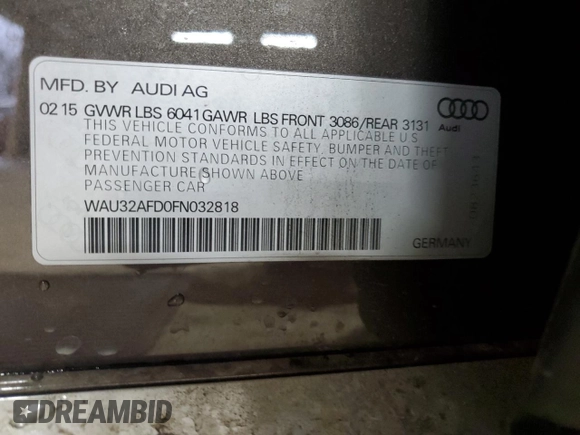 MFD. BY AUDI AG
02 15 GVWR LBS 6041 GAWR LBS FRONT 3086/REAR 3131
THIS VEHICLE CONFORMS TO ALL APPLICABLE U.S
FEDERAL MOTOR VEHICLE SAFETY, BUMPER AND THEFT
PREVENTION STANDARDS IN EFFECT ON THE DATE OF
MANUFACTURE SHOWN ABOVE
PASSENGER CAR
WAU32AFD0FN032818
Audi
GERMANY
DREAMBID